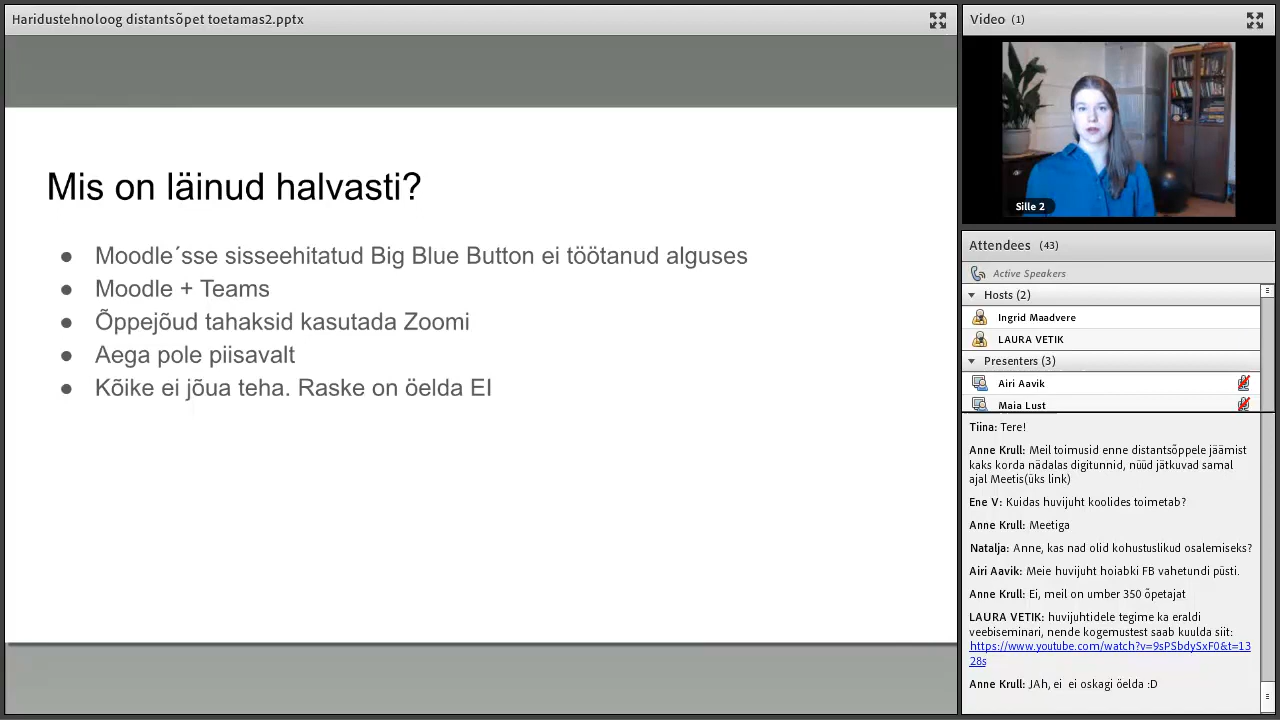 Haridustehnoloog distantsõpet toetamas2.pptx
Mis on läinud halvasti?
● Moodle´sse sisseehitatud Big Blue Button ei töötanud alguses
● Moodle + Teams
● Õppejõud tahaksid kasutada Zoomi
● Aega pole piisavalt
● Kõike ei jõua teha. Raske on öelda EI
Video (1)
Sille 2
Attendees (43)
Active Speakers
Hosts (2)
Ingrid Maadvere
LAURA VETIK
Presenters (3)
Airi Aavik
Maia Lust
Tiina: Tere!
Anne Krull: Meil toimusid enne distantsõppele jäämist
kaks korda nädalas digitunnid, nüüd jätkuvad samal
ajal Meetis(üks link)
Ene V: Kuidas huvijuht koolides toimetab?
Anne Krull: Meetiga
Natalja: Anne, kas nad olid kohustuslikud osalemiseks?
Airi Aavik: Meie huvijuht hoiabki FB vahetundi püsti.
Anne Krull: Ei, meil on umber 350 õpetajat
LAURA VETIK: huvijuhtidele tegime ka eraldi
veebiseminari, nende kogemustest saab kuulda siit:
https://www.youtube.com/watch?v=9sPSbdySxF0&t=13
28s
Anne Krull: JAh, ei ei oskagi öelda :D